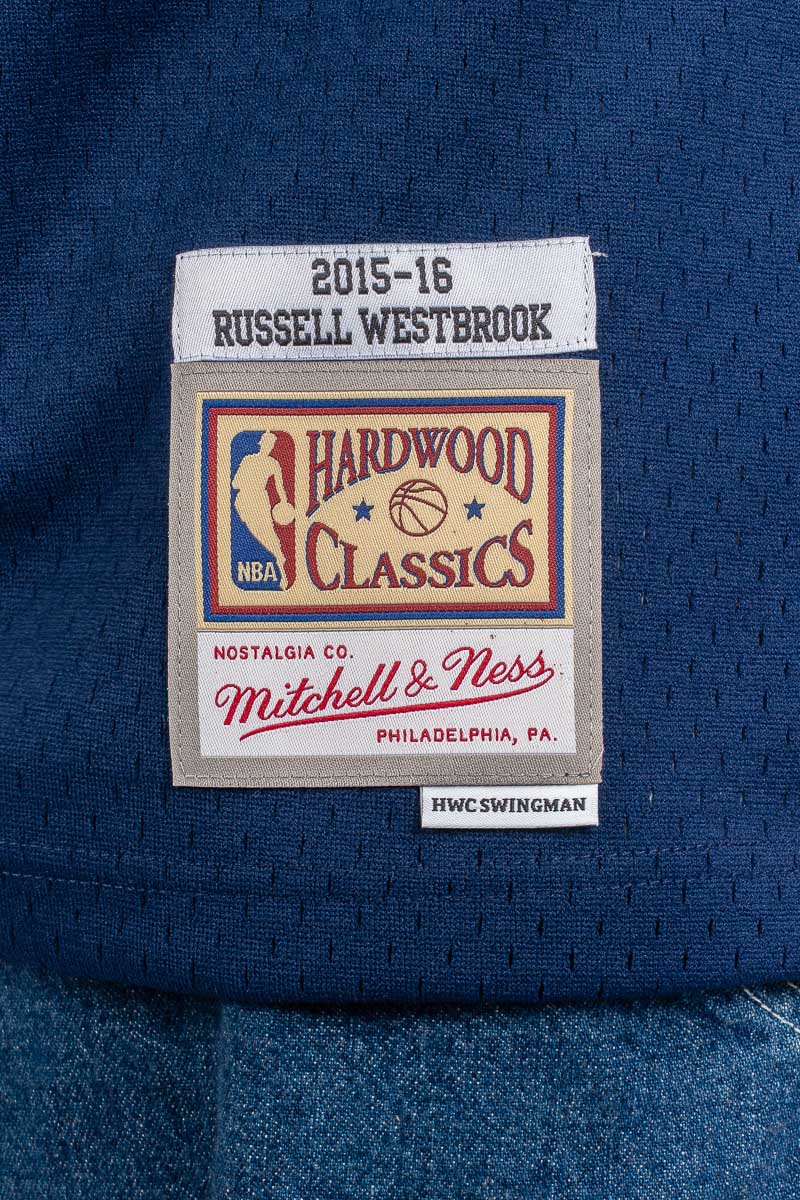 2015-16
RUSSELL WESTBROOK
HARDWOOD
CLASSICS
NBA
NOSTALGIA CO.
Mitchell & Ness
PHILADELPHIA, PA.
HWC SWINGMAN